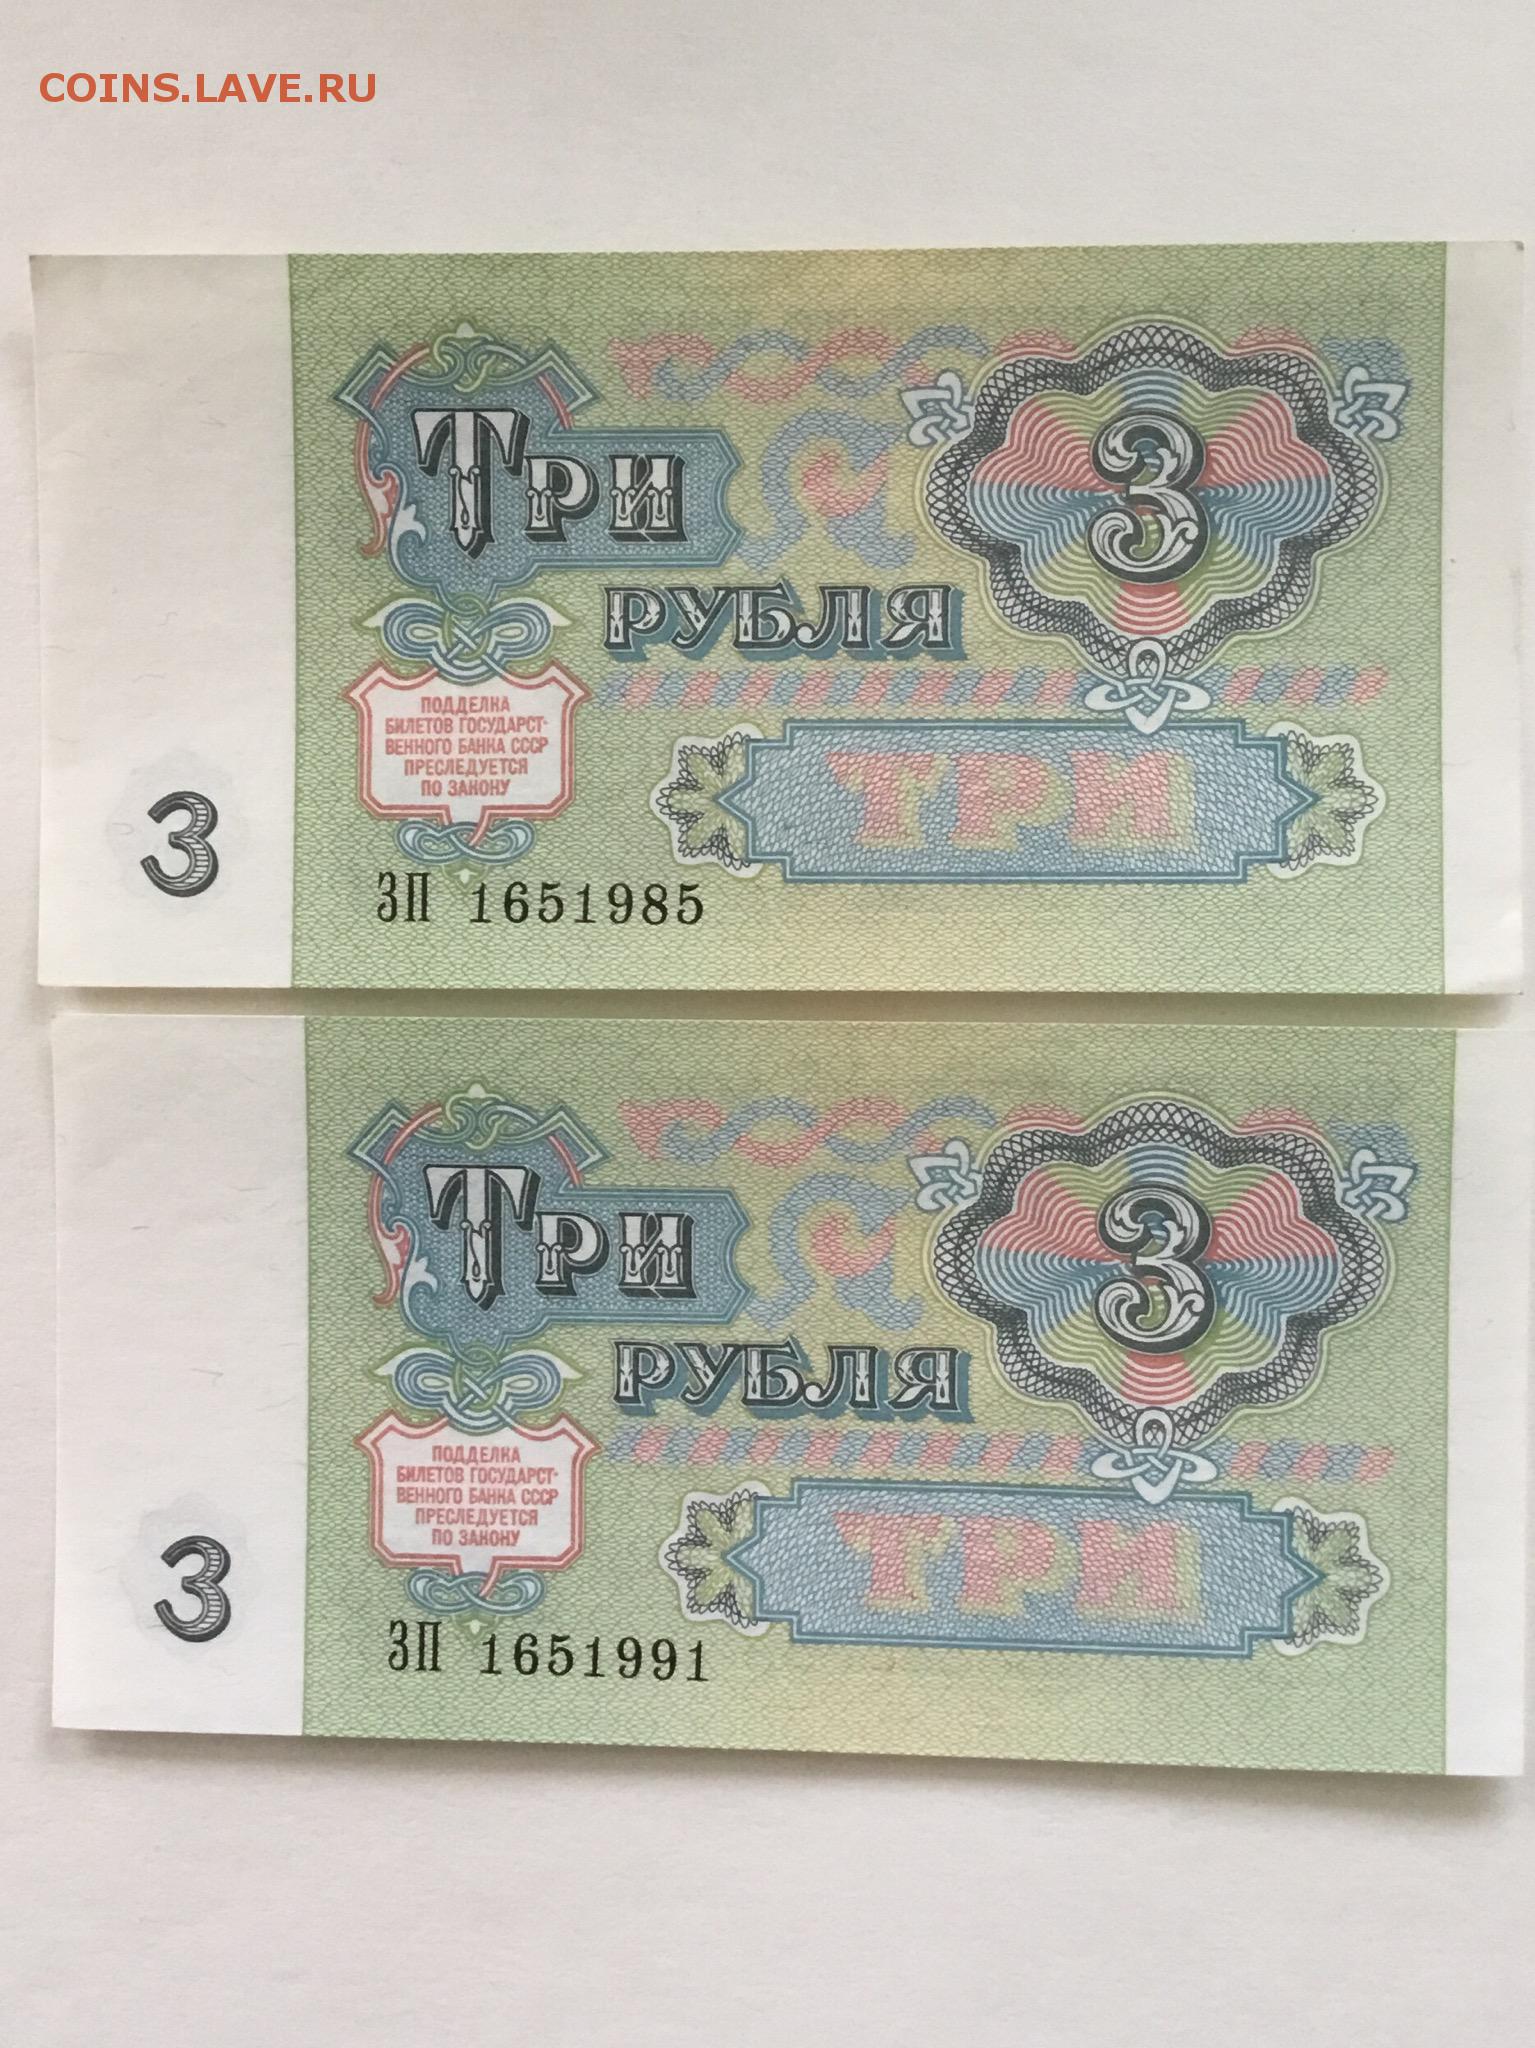 COINS.LAVE.RU
ТРИ
3
РУБЛЯ
ПОДДЕЛКА
БИЛЕТОВ ГОСУДАРСТ-
ВЕННОГО БАНКА СССР
ПРЕСЛЕДУЕТСЯ
ПО ЗАКОНУ
ТРИ
3
ЗП 1651985
ТРИ
3
РУБЛЯ
ПОДДЕЛКА
БИЛЕТОВ ГОСУДАРСТ-
ВЕННОГО БАНКА СССР
ПРЕСЛЕДУЕТСЯ
ПО ЗАКОНУ
ТРИ
3
ЗП 1651991